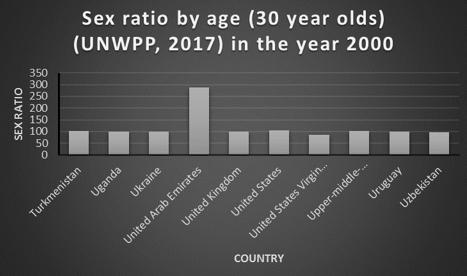 Sex ratio by age (30 year olds)
(UNWPP, 2017) in the year 2000
350
300
250
200
150
100
50
0
SEX RATIO
Turkmenistan
Uganda
Ukraine
United Arab Emirates
United Kingdom
United States
United States Virgin...
Upper-middle-...
Uruguay
Uzbekistan
COUNTRY